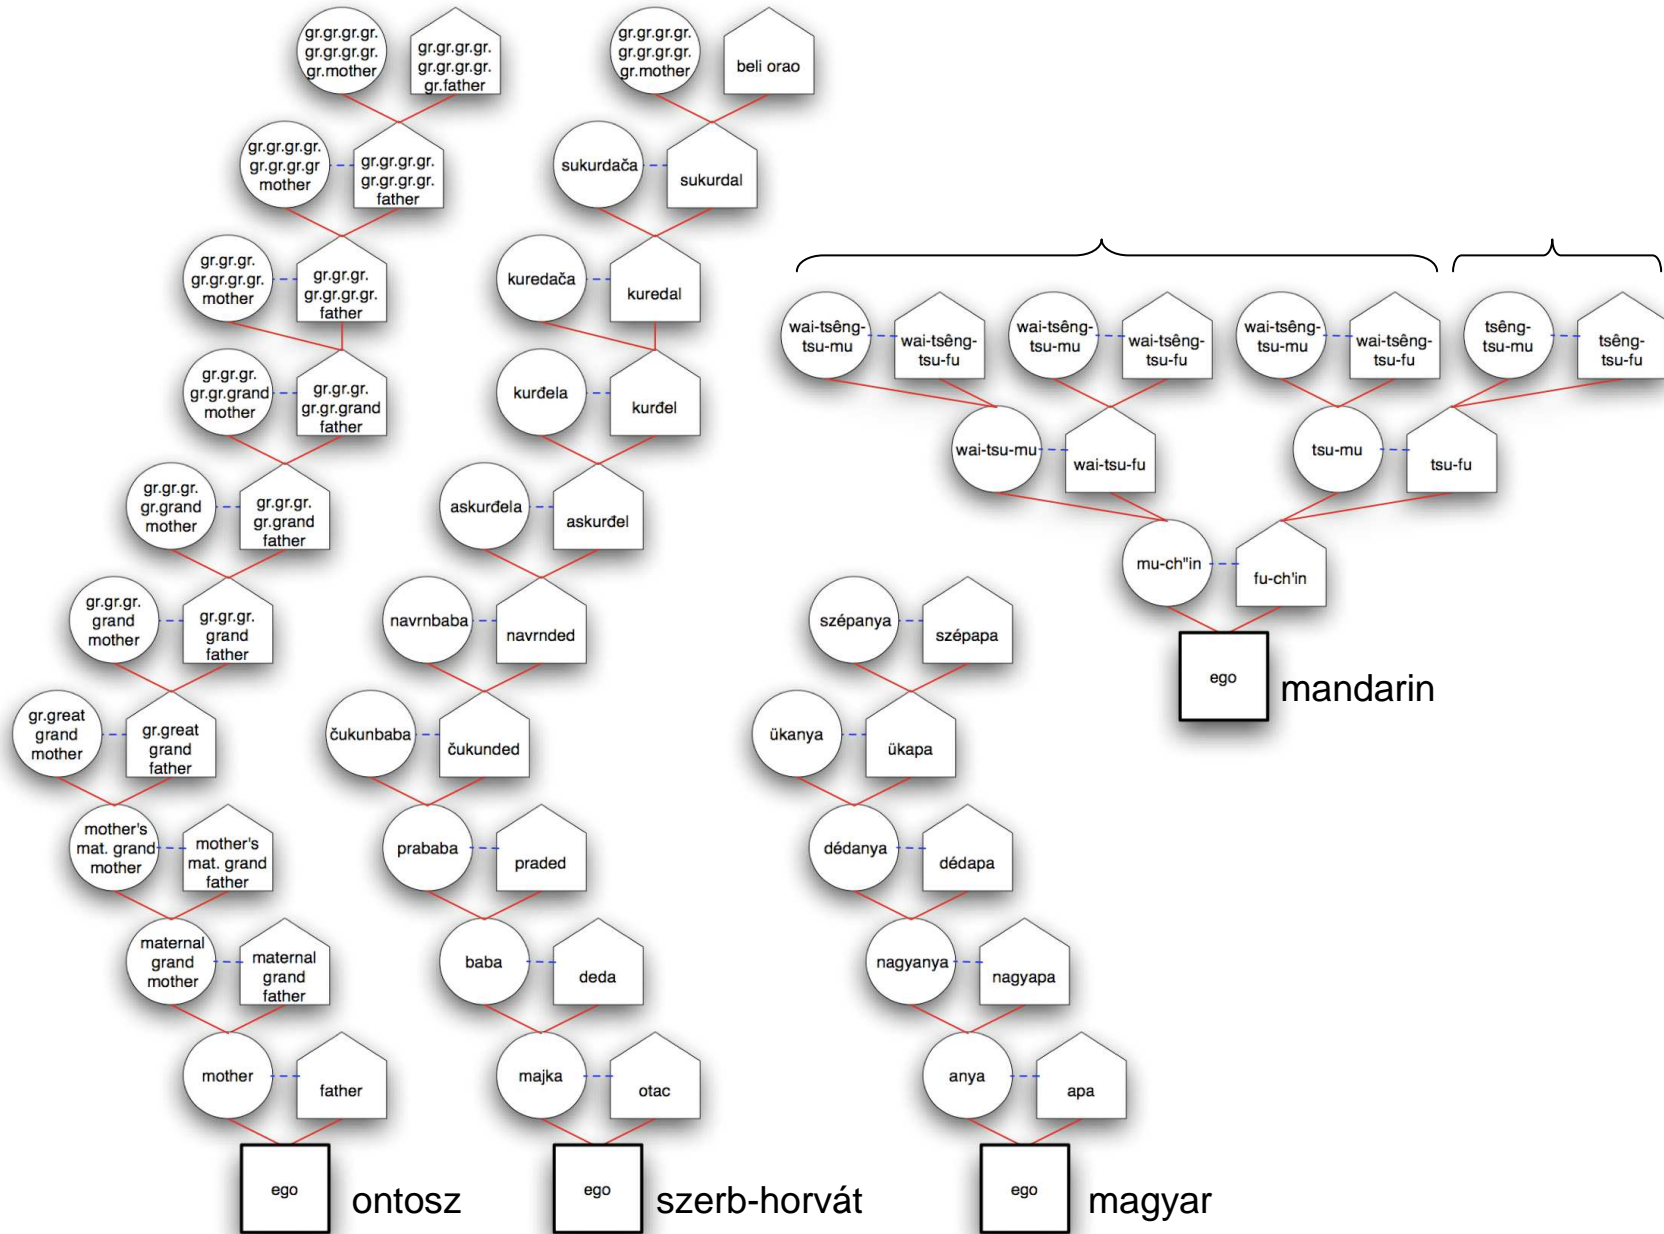 gr.gr.gr.gr.
gr.gr.gr.gr.
gr.mother
gr.gr.gr.gr.
gr.gr.gr.gr.
gr.father
gr.gr.gr.gr.
gr.gr.gr.gr
mother
gr.gr.gr.gr.
gr.gr.gr.gr.
father
gr.gr.gr.
gr.gr.gr.gr.
mother
gr.gr.gr.
gr.gr.gr.gr.
father
gr.gr.gr.
gr.gr.grand
mother
gr.gr.gr.
gr.gr.grand
father
gr.gr.gr.
gr.grand
mother
gr.gr.gr.
gr.grand
father
gr.gr.gr.
grand
mother
gr.gr.gr.
grand
father
gr.great
grand
mother
gr.great
grand
father
mother's
mat. grand
mother
mother's
mat. grand
father
maternal
grand
mother
maternal
grand
father
mother
father
ego
ontosz
gr.gr.gr.gr.
gr.gr.gr.gr.
gr.mother
beli orao
sukurdača
sukurdal
kuredača
kuredal
kurđela
kurđel
askurđela
askurđel
navrnbaba
navrnded
čukunbaba
čukunded
prababa
praded
baba
deda
majka
otac
ego
szerb-horvát
szépanya
szépapa
ükanya
ükapa
dédanya
dédapa
nagyanya
nagyapa
anya
apa
ego
magyar
wai-tsêng-
tsu-mu
wai-tsêng-
tsu-fu
wai-tsêng-
tsu-mu
wai-tsêng-
tsu-fu
wai-tsêng-
tsu-mu
wai-tsêng-
tsu-fu
tsêng-
tsu-mu
tsêng-
tsu-fu
wai-tsu-mu
wai-tsu-fu
tsu-mu
tsu-fu
mu-ch"in
fu-ch'in
ego
mandarin